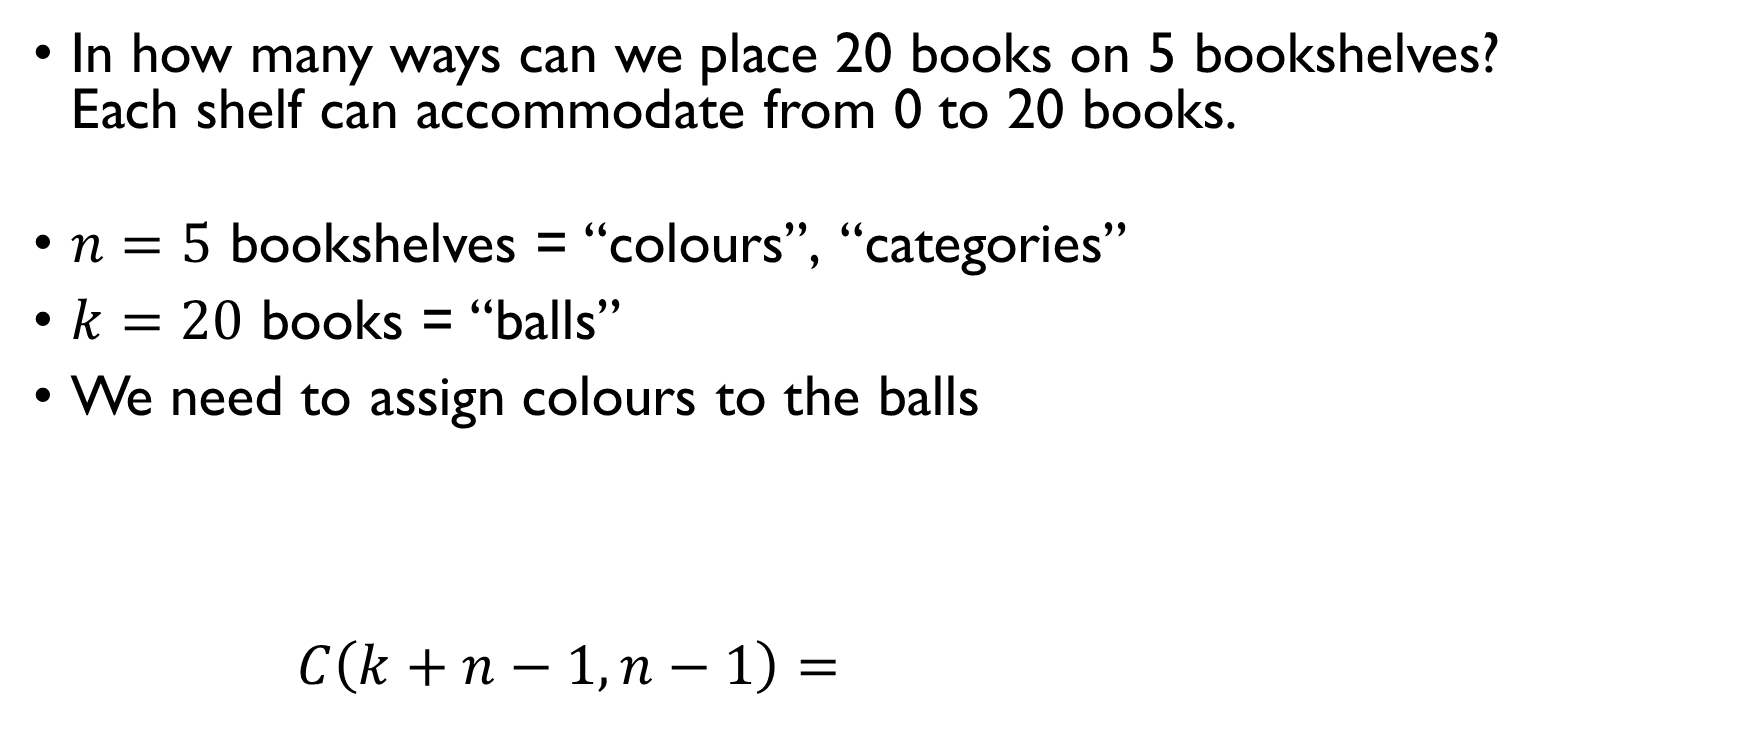 • In how many ways can we place 20 books on 5 bookshelves?
Each shelf can accommodate from 0 to 20 books.
• n = 5 bookshelves = “colours”, “categories”
• k = 20 books = “balls”
• We need to assign colours to the balls
C(k + n − 1, n − 1) =